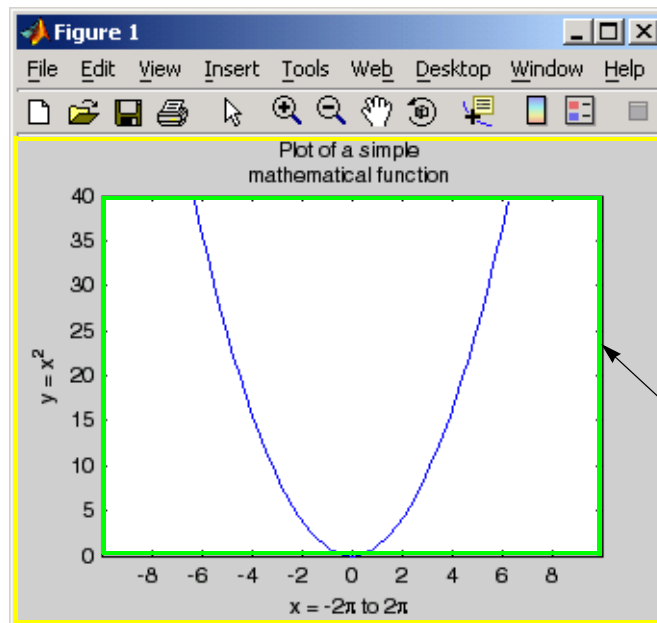 Figure 1
File Edit View Insert Tools Web Desktop Window Help
Plot of a simple
mathematical function
40
35
30
25
20
15
10
5
0
y = x²
-8 -6 -4 -2 0 2 4 6 8
x = -2π to 2π